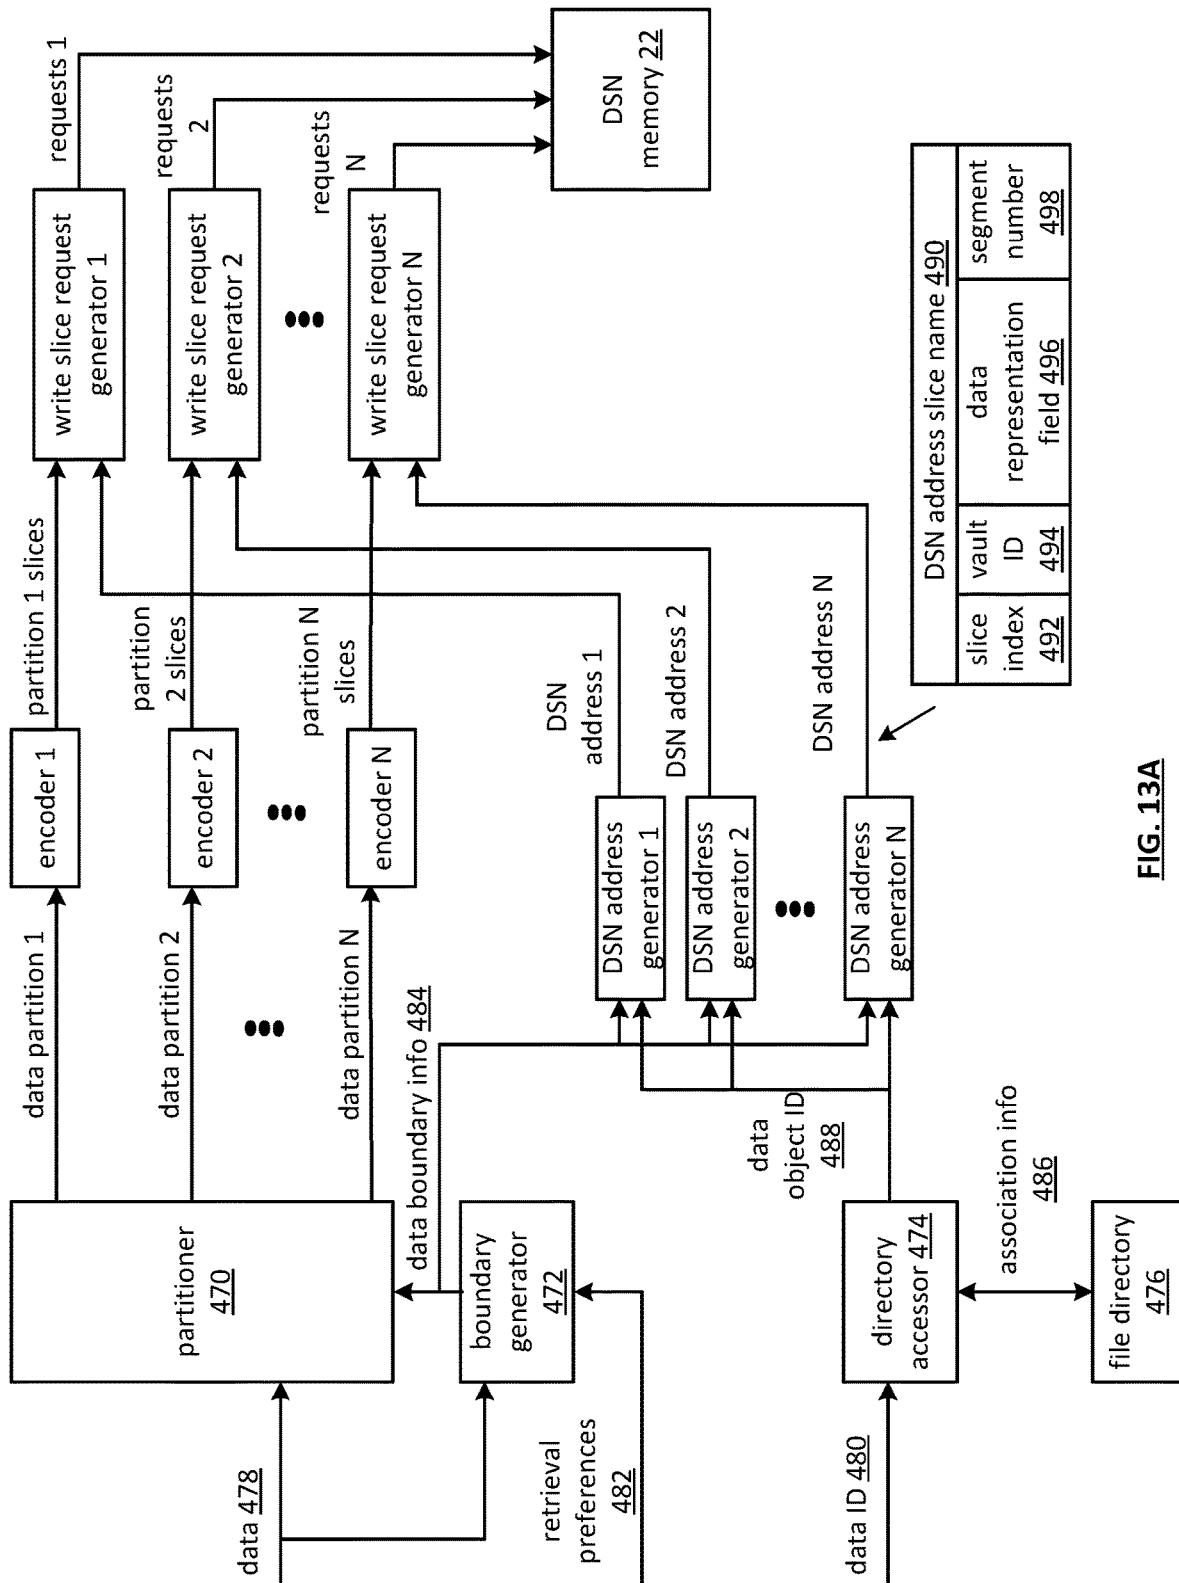 data 478
retrieval
preferences
482
data ID 480
partitioner
470
boundary
generator
472
directory
accessor 474
file directory
476
association info
486
data boundary info 484
data
object ID
488
data partition 1
data partition 2
data partition N
encoder 1
encoder 2
encoder N
DSN address
generator 1
DSN address
generator 2
DSN address
generator N
partition 1 slices
partition
2 slices
partition N
slices
DSN
address 1
DSN address 2
DSN address N
write slice request
generator 1
write slice request
generator 2
write slice request
generator N
requests 1
requests
2
requests
N
DSN
memory 22
DSN address slice name 490
slice
index
492
vault
ID
494
data
representation
field 496
segment
number
498
FIG. 13A